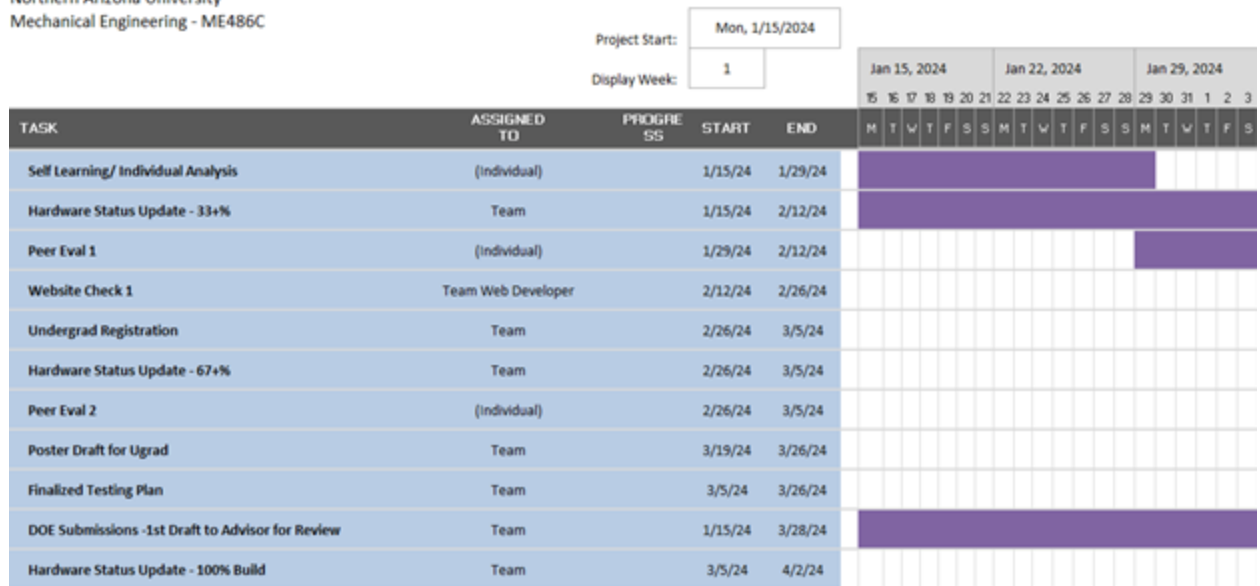 Northern Arizona University
Mechanical Engineering - ME486C
Project Start: Mon, 1/15/2024
Display Week: 1
Jan 15, 2024 Jan 22, 2024 Jan 29, 2024
15 16 17 18 19 20 21 22 23 24 25 26 27 28 29 30 31 1 2 3
TASK ASSIGNED TO PROGRESS START END M T W T F S S M T W T F S S M T W T F S
Self Learning/ Individual Analysis (Individual) 1/15/24 1/29/24
Hardware Status Update - 33+% Team 1/15/24 2/12/24
Peer Eval 1 (Individual) 1/29/24 2/12/24
Website Check 1 Team Web Developer 2/12/24 2/26/24
Undergrad Registration Team 2/26/24 3/5/24
Hardware Status Update - 67+% Team 2/26/24 3/5/24
Peer Eval 2 (Individual) 2/26/24 3/5/24
Poster Draft for Ugrad Team 3/19/24 3/26/24
Finalized Testing Plan Team 3/5/24 3/26/24
DOE Submissions -1st Draft to Advisor for Review Team 1/15/24 3/28/24
Hardware Status Update - 100% Build Team 3/5/24 4/2/24